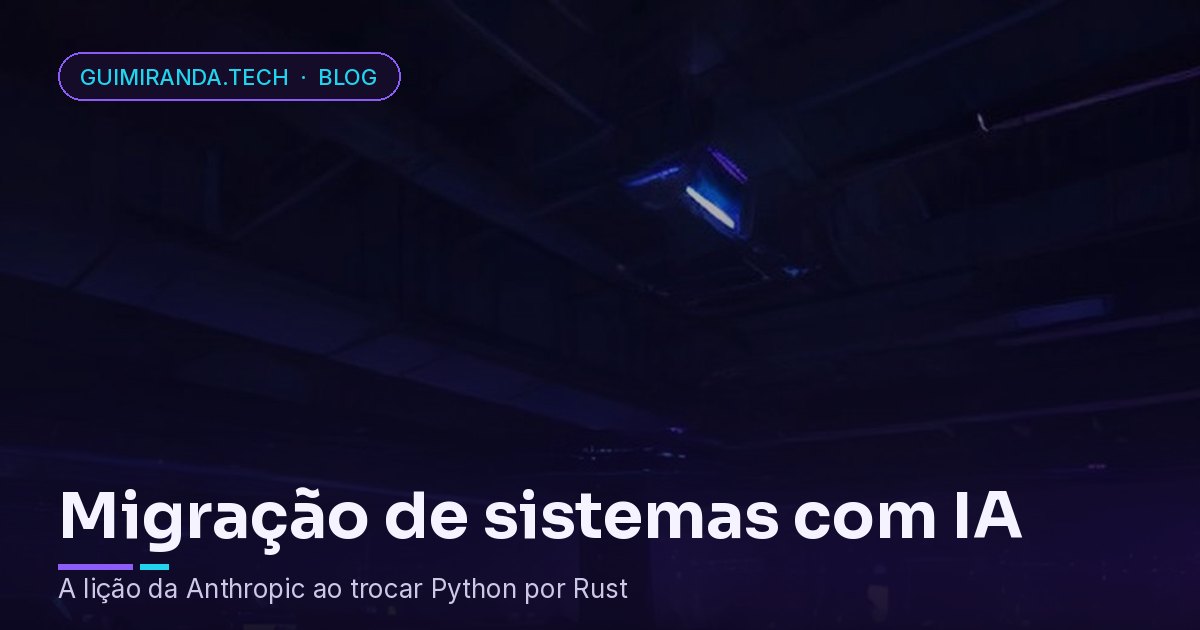 GUIMIRANDA.TECH · BLOG
Migração de sistemas com IA
A lição da Anthropic ao trocar Python por Rust